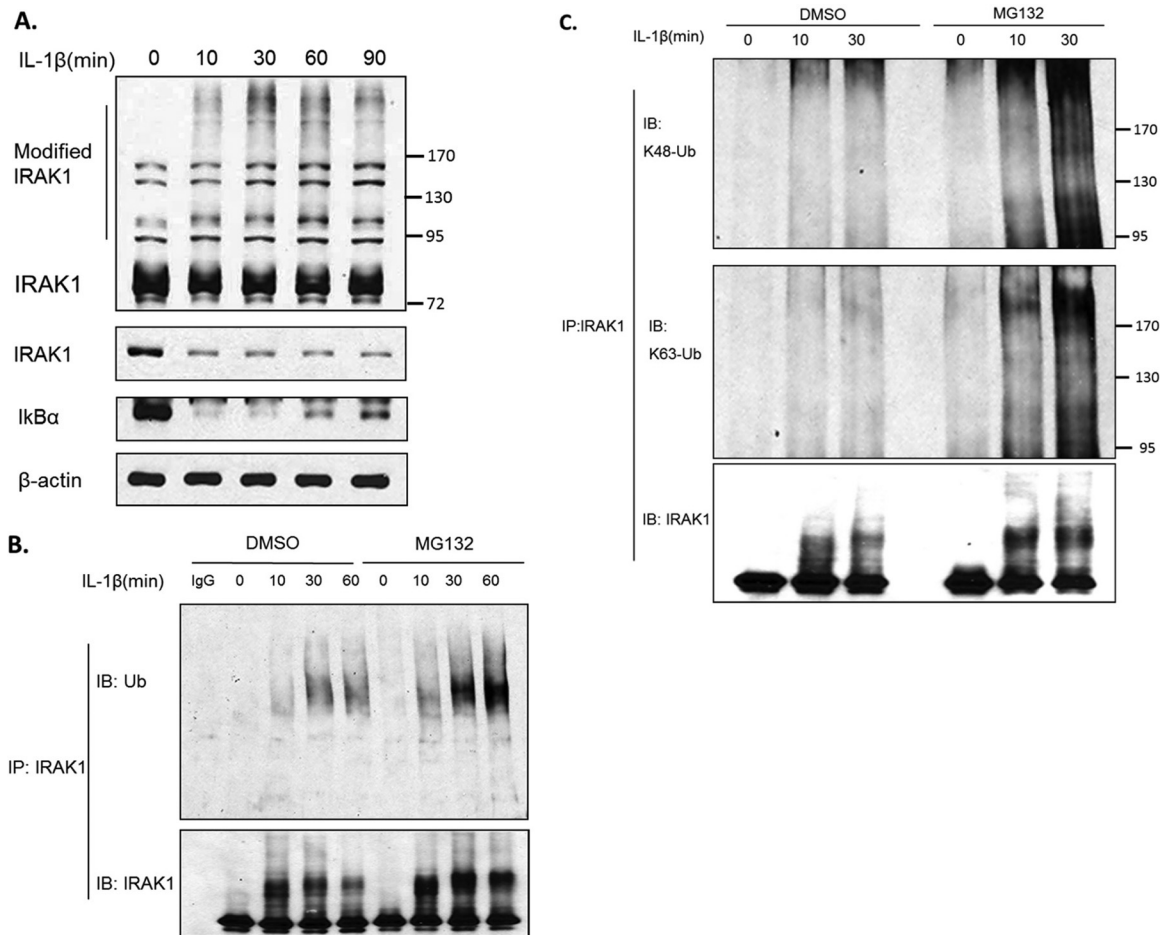 A.
IL-1β(min) 0 10 30 60 90
Modified
IRAK1
170
130
95
IRAK1
72
IRAK1
IkBα
β-actin
B.
DMSO MG132
IL-1β(min) IgG 0 10 30 60 0 10 30 60
IP: IRAK1
IB: Ub
IB: IRAK1
C.
DMSO MG132
IL-1β(min) 0 10 30 0 10 30
IP:IRAK1
IB:
K48-Ub
170
130
95
IB:
K63-Ub
170
130
95
IB: IRAK1